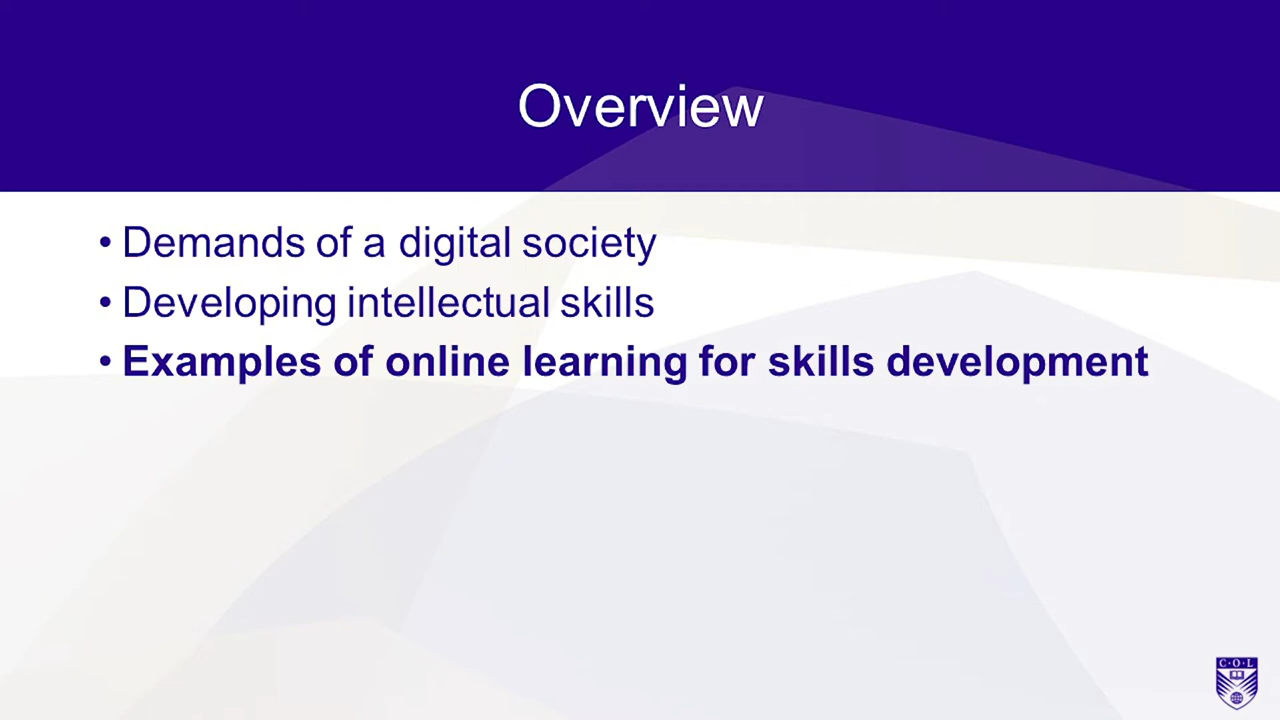 Overview
• Demands of a digital society
• Developing intellectual skills
• Examples of online learning for skills development
C·O·L